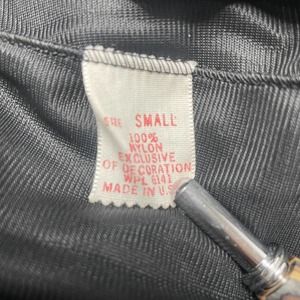 SIZE SMALL
100%
NYLON
EXCLUSIVE
OF DECORATION
WPL 6141
MADE IN U.S.